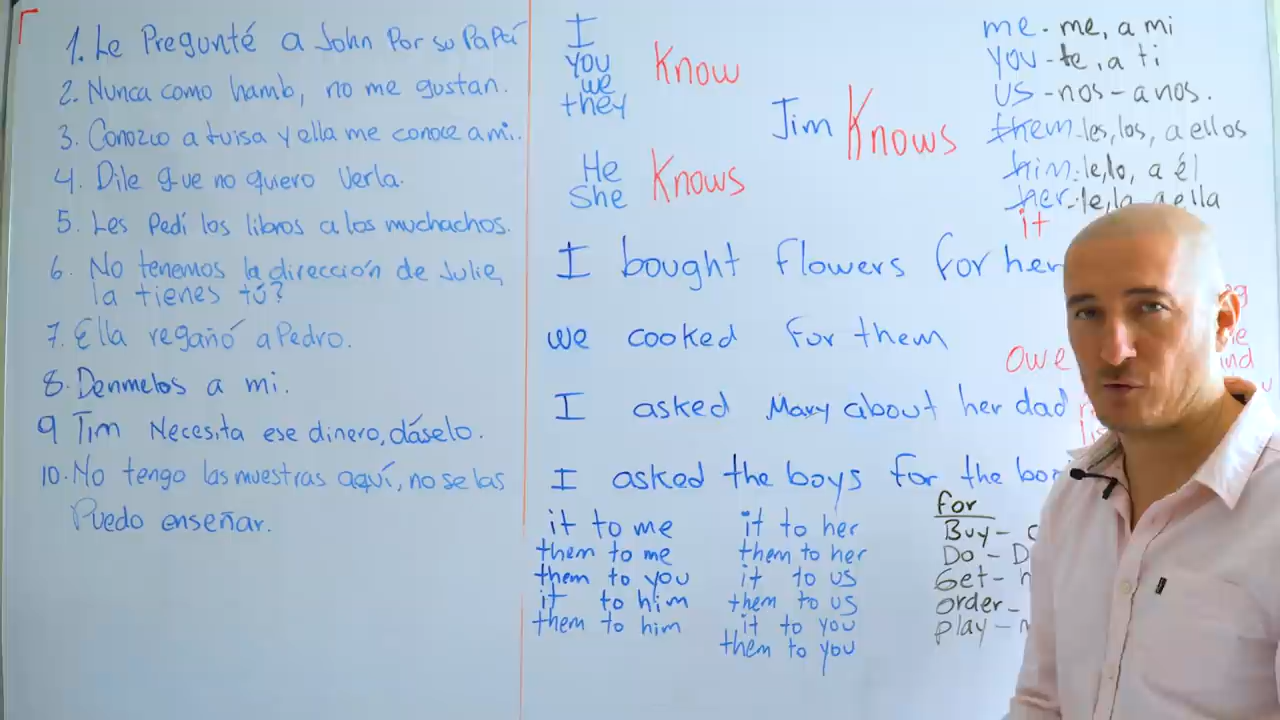 1. Le Pregunté a John Por su Papá
2. Nunca como hamb, no me gustan.
3. Conozco a Luisa y ella me conoce a mi.
4. Dile que no quiero verla.
5. Les Pedí los libros a los muchachos.
6. No tenemos la dirección de Julie,
la tienes tú?
7. Ella regañó a Pedro.
8. Denmelos a mi.
9 Tim Necesita ese dinero, dáselo.
10. No tengo las muestras aquí, no se las
Puedo enseñar.
I
you
we
they
Know
He
She
Knows
Jim Knows
me - me, a mi
you - te, a ti
us - nos - a nos.
them - les, los, a ellos
him - le, lo, a él
her - le, la, a ella
it
I bought flowers for her
we cooked for them
owe
I asked Mary about her dad
I asked the boys for the
it to me
them to me
them to you
it to him
them to him
it to her
them to her
it to us
them to us
it to you
them to you
for
Buy -
Do - D
Get -
order -
play -